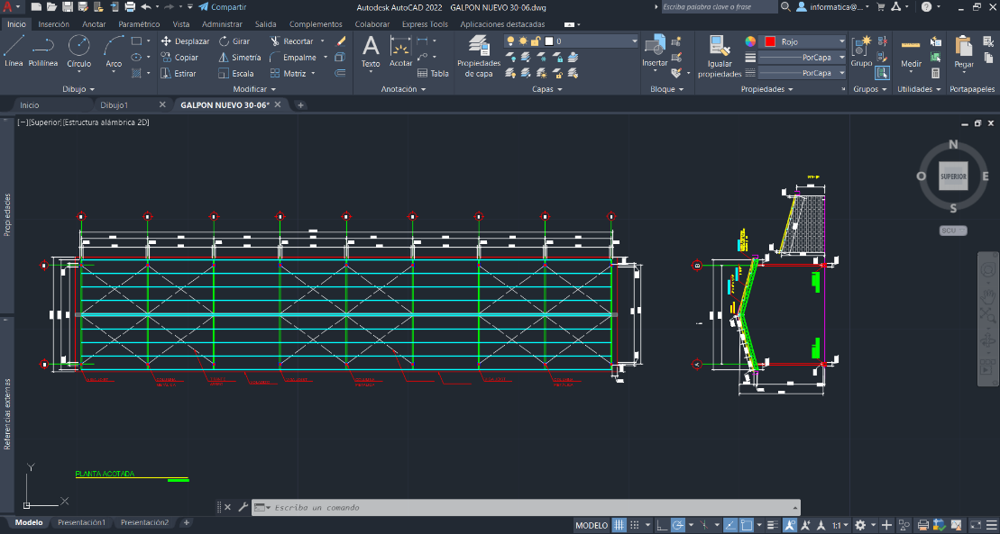 Compartir
Autodesk AutoCAD 2022 GALPON NUEVO 30-06.dwg
Escriba palabra clave o frase
informatica@...
Inicio Inserción Anotar Paramétrico Vista Administrar Salida Complementos Colaborar Express Tools Aplicaciones destacadas
Línea Polilínea Círculo Arco
Desplazar Girar Recortar
Copiar Simetría Empalme
Estirar Escala Matriz
Texto Acotar Tabla
Propiedades de capa
0
Insertar
Igualar propiedades
Rojo
PorCapa
PorCapa
Grupo Medir Pegar
Dibujo Modificar Anotación Capas Bloque Propiedades Grupos Utilidades Portapapeles
Inicio Dibujo1 GALPON NUEVO 30-06*
[−][Superior][Estructura alámbrica 2D]
Propiedades
Referencias externas
N
O SUPERIOR E
S
SCU
B
A
PLANTA ACOTADA
Y
X
Escriba un comando
Modelo Presentación1 Presentación2 +
MODELO 1:1